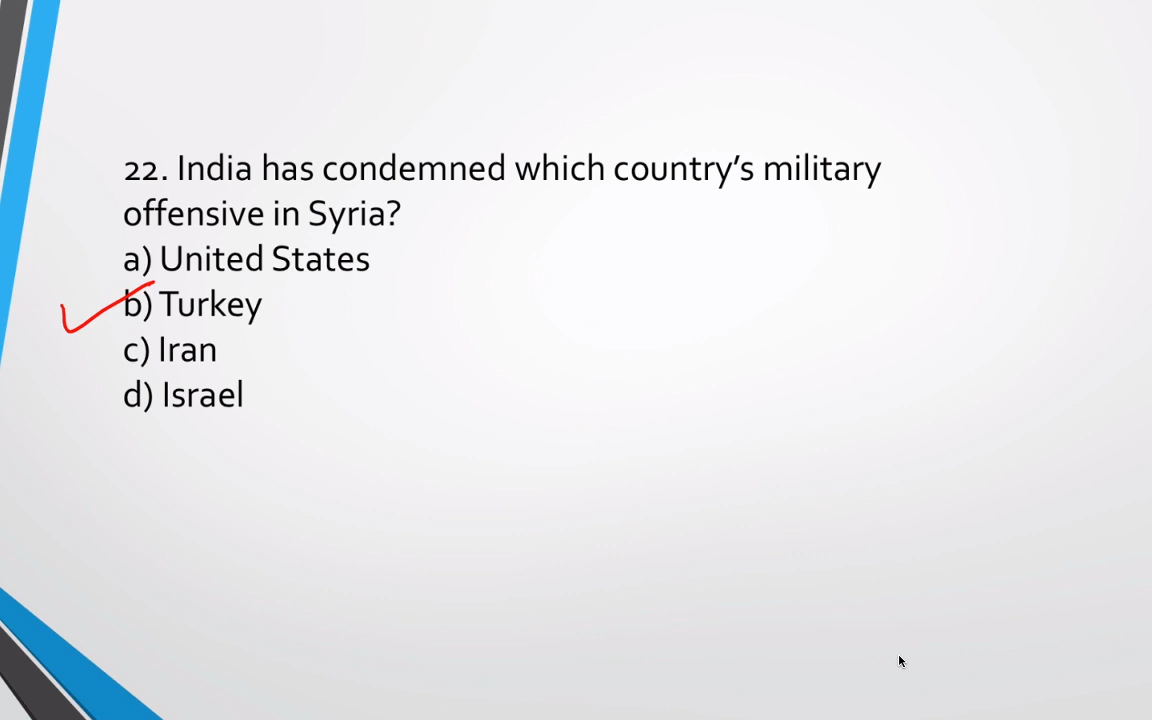 22. India has condemned which country’s military
offensive in Syria?
a) United States
b) Turkey
c) Iran
d) Israel